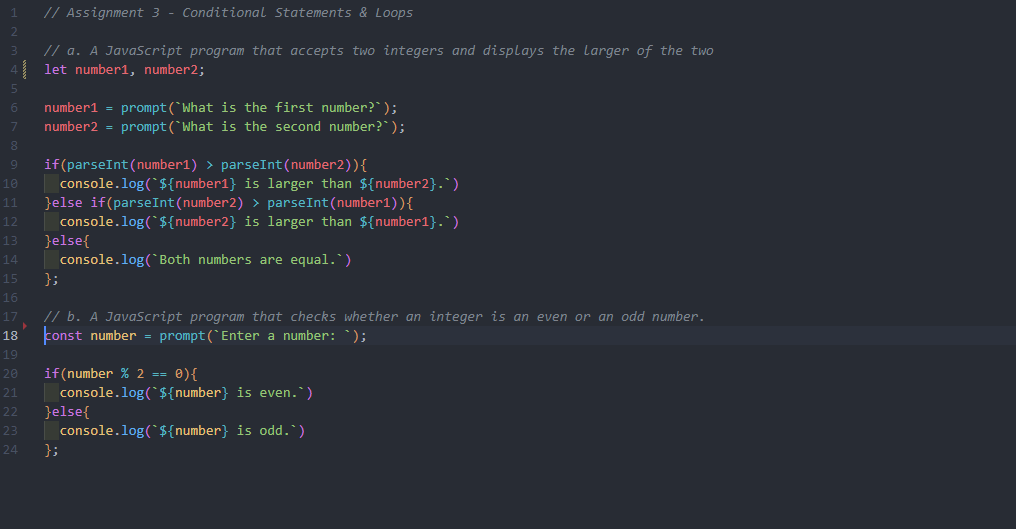 1 // Assignment 3 - Conditional Statements & Loops
2
3 // a. A JavaScript program that accepts two integers and displays the larger of the two
4 let number1, number2;
5
6 number1 = prompt(`What is the first number?`);
7 number2 = prompt(`What is the second number?`);
8
9 if(parseInt(number1) > parseInt(number2)){
10   console.log(`${number1} is larger than ${number2}.`)
11 }else if(parseInt(number2) > parseInt(number1)){
12   console.log(`${number2} is larger than ${number1}.`)
13 }else{
14   console.log(`Both numbers are equal.`)
15 };
16
17 // b. A JavaScript program that checks whether an integer is an even or an odd number.
18 const number = prompt(`Enter a number: `);
19
20 if(number % 2 == 0){
21   console.log(`${number} is even.`)
22 }else{
23   console.log(`${number} is odd.`)
24 };